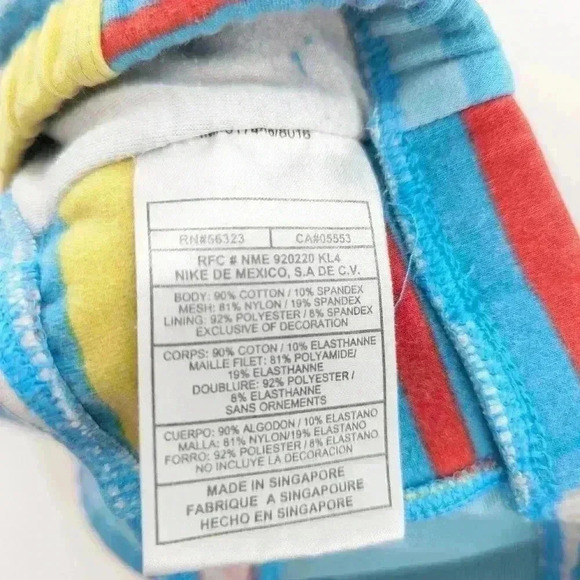 RN#56323 CA#05553
RFC # NME 920220 KL4
NIKE DE MEXICO, S.A DE C.V.
BODY: 90% COTTON / 10% SPANDEX
MESH: 81% NYLON / 19% SPANDEX
LINING: 92% POLYESTER / 8% SPANDEX
EXCLUSIVE OF DECORATION
CORPS: 90% COTON / 10% ELASTHANNE
MAILLE FILET: 81% POLYAMIDE/
19% ELASTHANNE
DOUBLURE: 92% POLYESTER /
8% ELASTHANNE
SANS ORNEMENTS
CUERPO: 90% ALGODON / 10% ELASTANO
MALLA: 81% NYLON/19% ELASTANO
FORRO: 92% POLIESTER / 8% ELASTANO
NO INCLUYE LA DECORACION
MADE IN SINGAPORE
FABRIQUE A SINGAPOURE
HECHO EN SINGAPORE